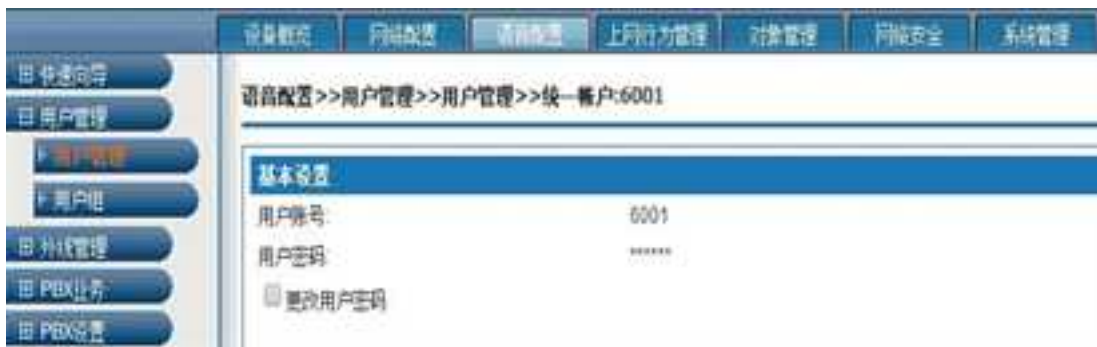 设备概览 网络配置 语音配置 上网行为管理 对象管理 网络安全 系统管理
快速向导
用户管理
用户管理
用户组
外线管理
PBX业务
PBX设置
语音配置>>用户管理>>用户管理>>统一帐户:6001
基本设置
用户账号: 6001
用户密码: ******
更改用户密码